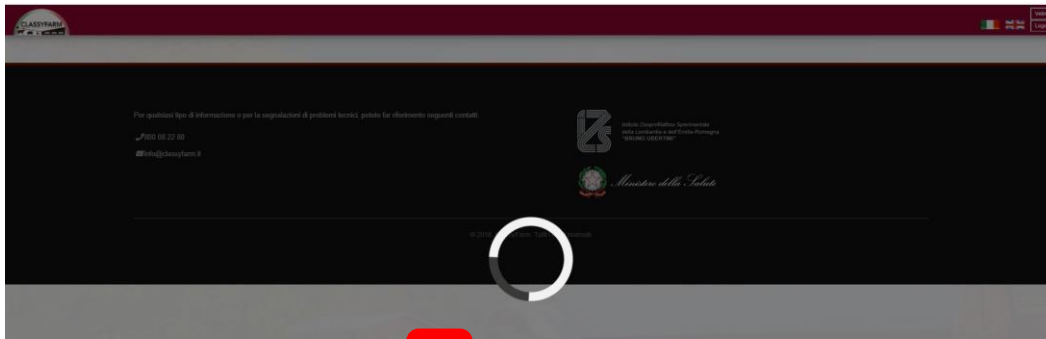 CLASSYFARM
Per qualsiasi tipo di informazione o per la segnalazioni di problemi tecnici, potete far riferimento seguenti contatti:
800 08 22 80
info@classyfarm.it
Istituto Zooprofilattico Sperimentale
della Lombardia e dell'Emilia Romagna
"BRUNO UBERTINI"
Ministero della Salute